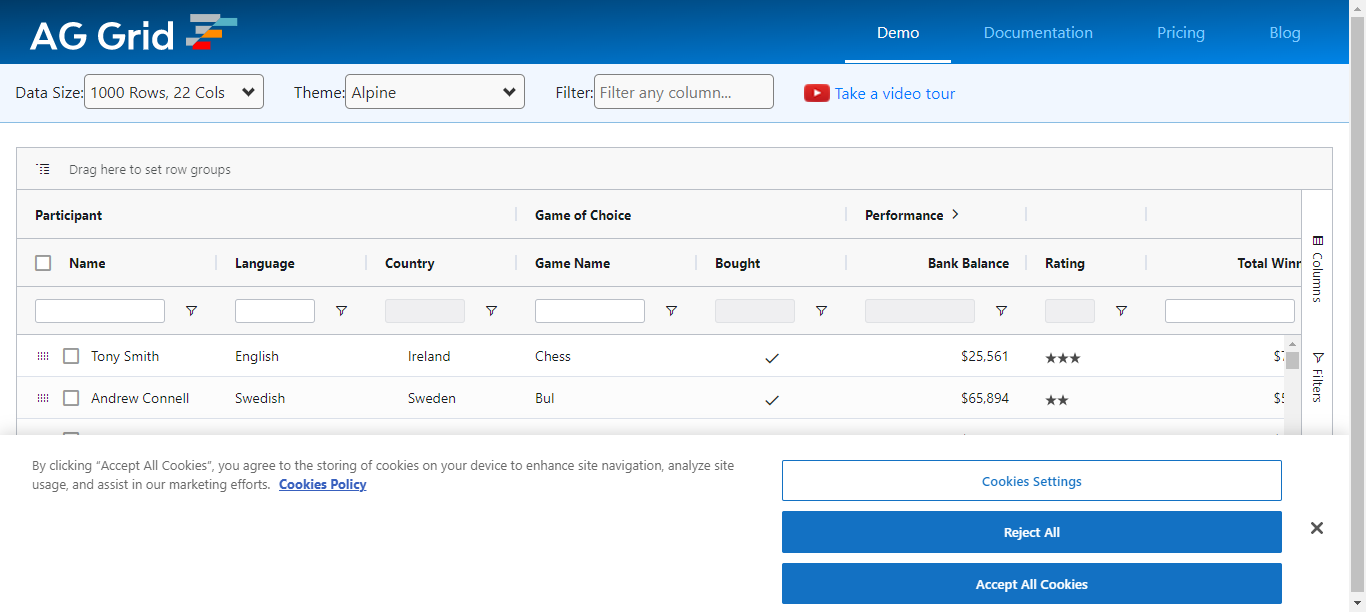 AG Grid
Demo Documentation Pricing Blog
Data Size: 1000 Rows, 22 Cols Theme: Alpine Filter: Filter any column... Take a video tour
Drag here to set row groups
Participant Game of Choice Performance
Name Language Country Game Name Bought Bank Balance Rating Total Winn
Columns
Tony Smith English Ireland Chess ✓ $25,561 ★★★ $7
Filters
Andrew Connell Swedish Sweden Bul ✓ $65,894 ★★ $5
By clicking “Accept All Cookies”, you agree to the storing of cookies on your device to enhance site navigation, analyze site
usage, and assist in our marketing efforts. Cookies Policy
Cookies Settings
Reject All
Accept All Cookies